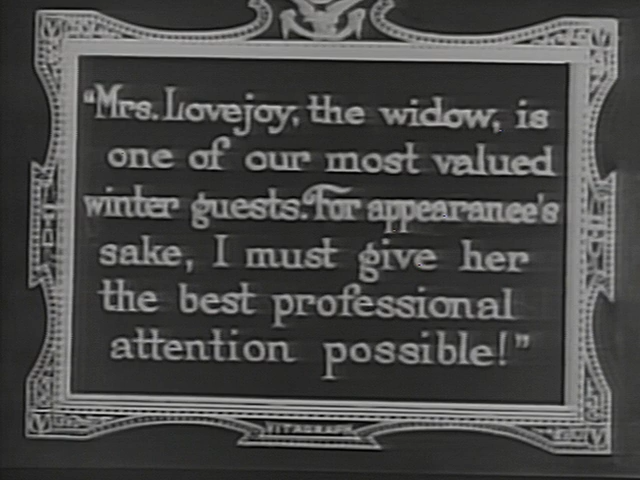 "Mrs. Lovejoy, the widow, is
one of our most valued
winter guests. For appearance's
sake, I must give her
the best professional
attention possible!"
VITAGRAPH